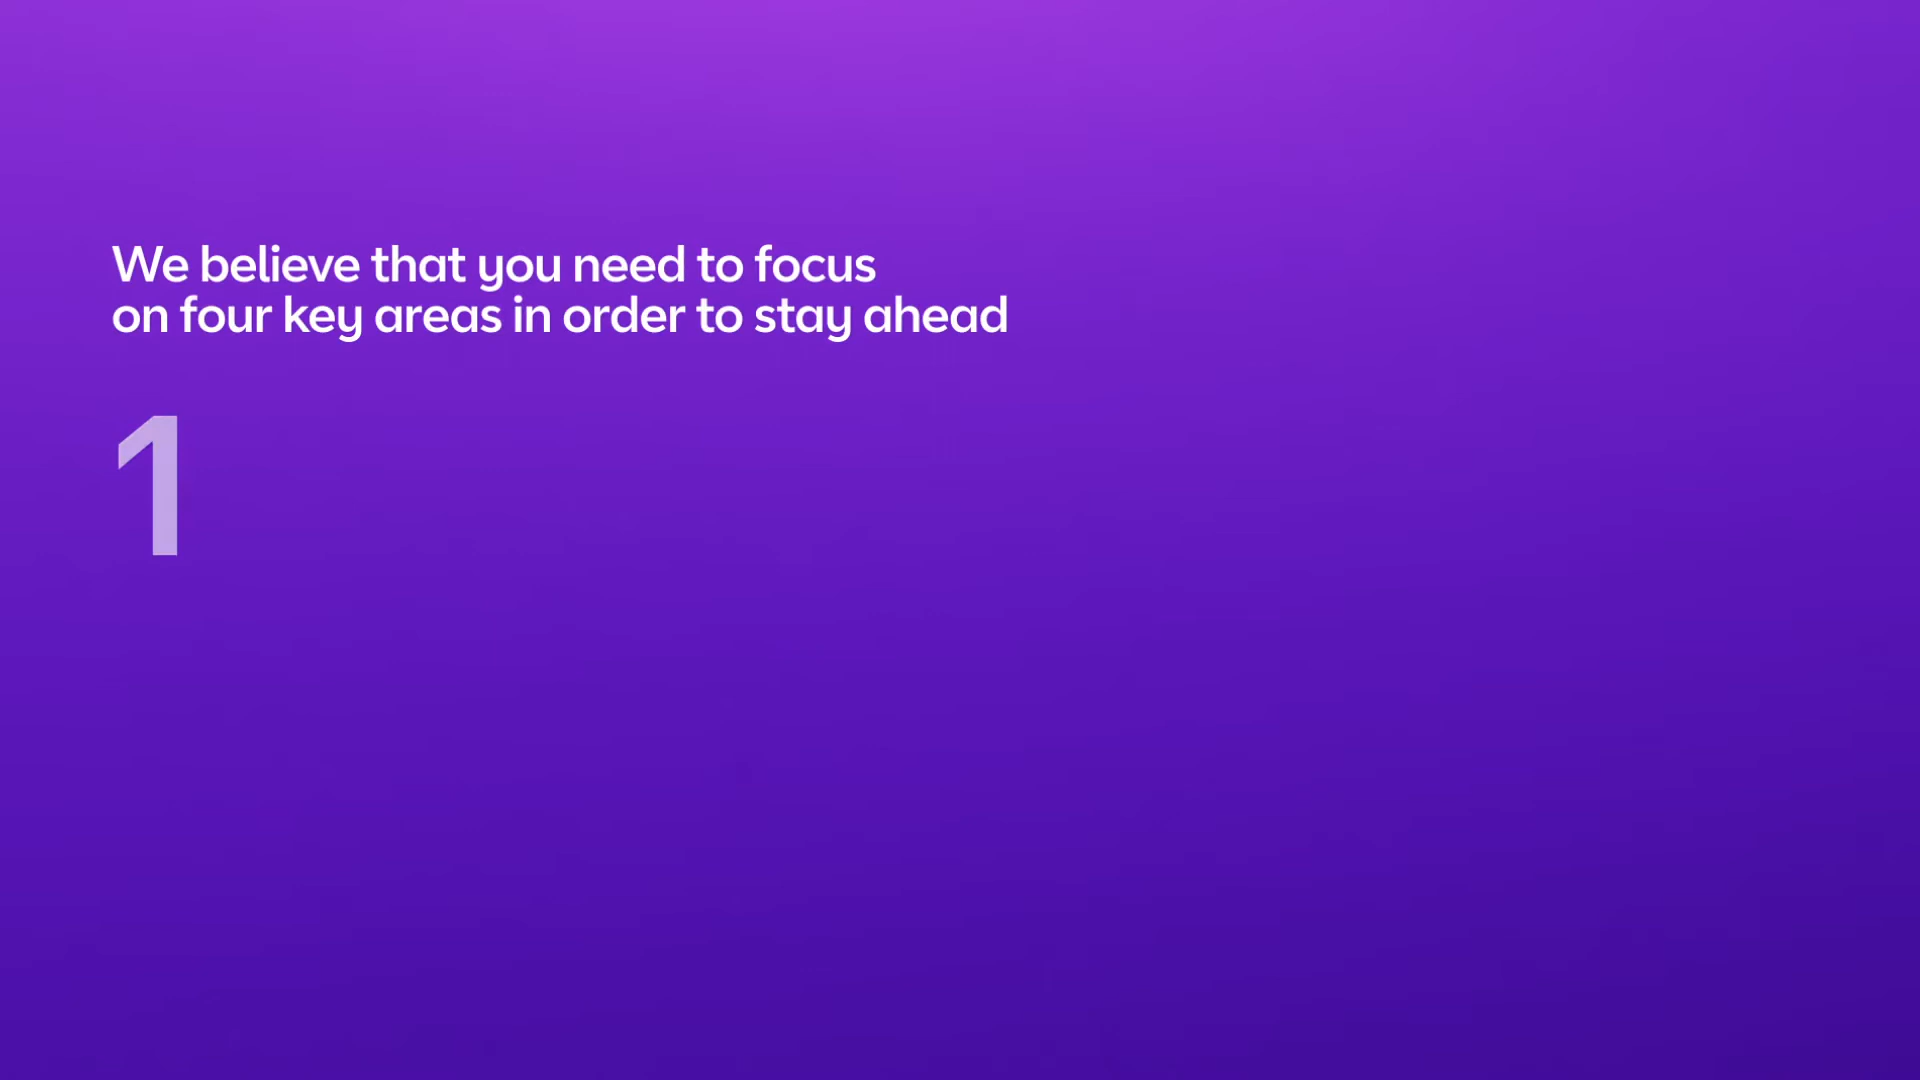 We believe that you need to focus
on four key areas in order to stay ahead
1